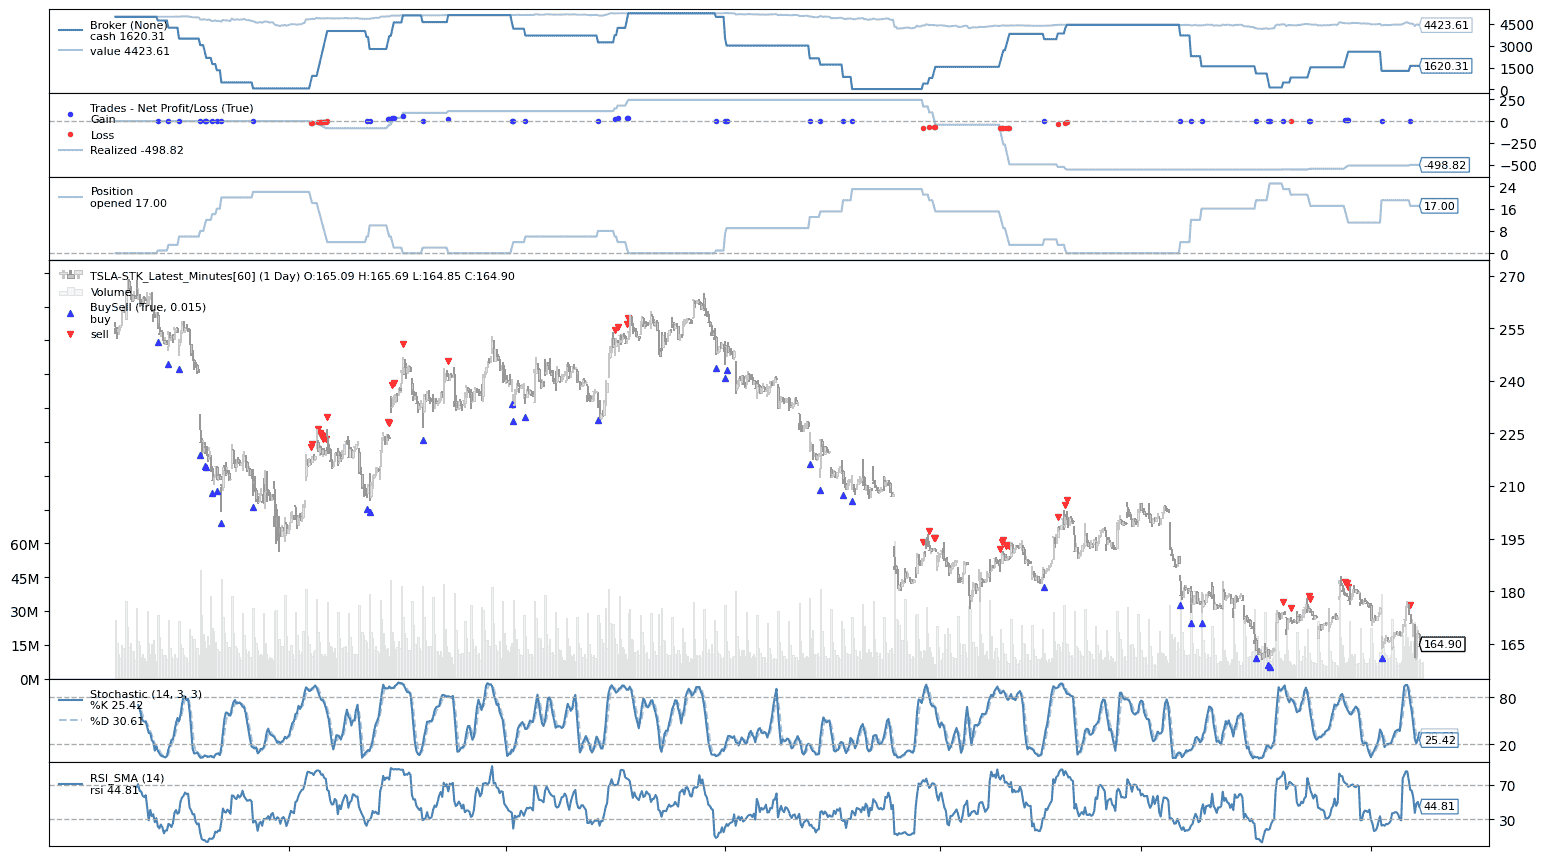 Broker (None)
cash 1620.31
value 4423.61
4500
3000
1500
0
4423.61
1620.31
Trades - Net Profit/Loss (True)
Gain
Loss
Realized -498.82
250
0
−250
−500
-498.82
Position
opened 17.00
24
16
8
0
17.00
TSLA-STK_Latest_Minutes[60] (1 Day) O:165.09 H:165.69 L:164.85 C:164.90
Volume
BuySell (True, 0.015)
buy
sell
270
255
240
225
210
195
180
165
164.90
60M
45M
30M
15M
0M
Stochastic (14, 3, 3)
%K 25.42
%D 30.61
80
20
25.42
RSI_SMA (14)
rsi 44.81
70
30
44.81